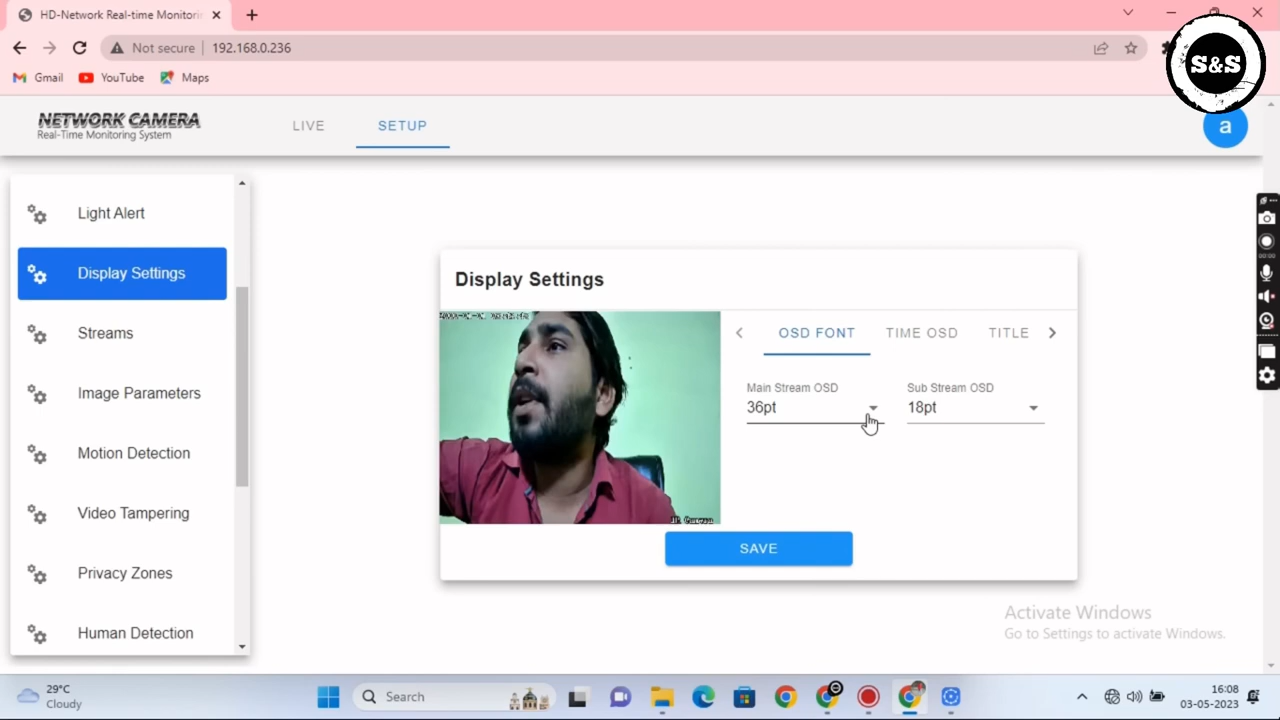 HD-Network Real-time Monitorin
Not secure
192.168.0.236
Gmail
YouTube
Maps
S&S
NETWORK CAMERA
Real-Time Monitoring System
LIVE
SETUP
a
Light Alert
Display Settings
Streams
Image Parameters
Motion Detection
Video Tampering
Privacy Zones
Human Detection
Display Settings
OSD FONT
TIME OSD
TITLE
Main Stream OSD
36pt
Sub Stream OSD
18pt
SAVE
Activate Windows
Go to Settings to activate Windows.
29°C
Cloudy
Search
16:08
03-05-2023